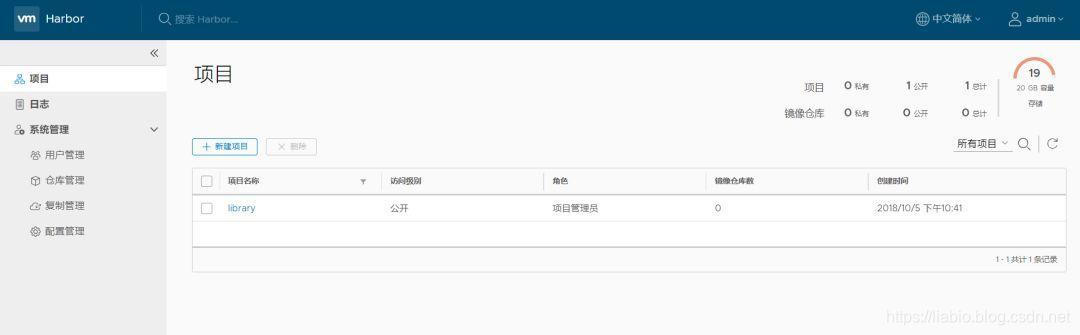 vm Harbor 搜索 Harbor... 中文简体 admin
项目
日志
系统管理
用户管理
仓库管理
复制管理
配置管理
项目
项目 0 私有 1 公开 1 总计
镜像仓库 0 私有 0 公开 0 总计
19
20 GB 容量
存储
+ 新建项目 × 删除 所有项目
项目名称 访问级别 角色 镜像仓库数 创建时间
library 公开 项目管理员 0 2018/10/5 下午10:41
1 - 1 共计 1 条记录
https://liabio.blog.csdn.net